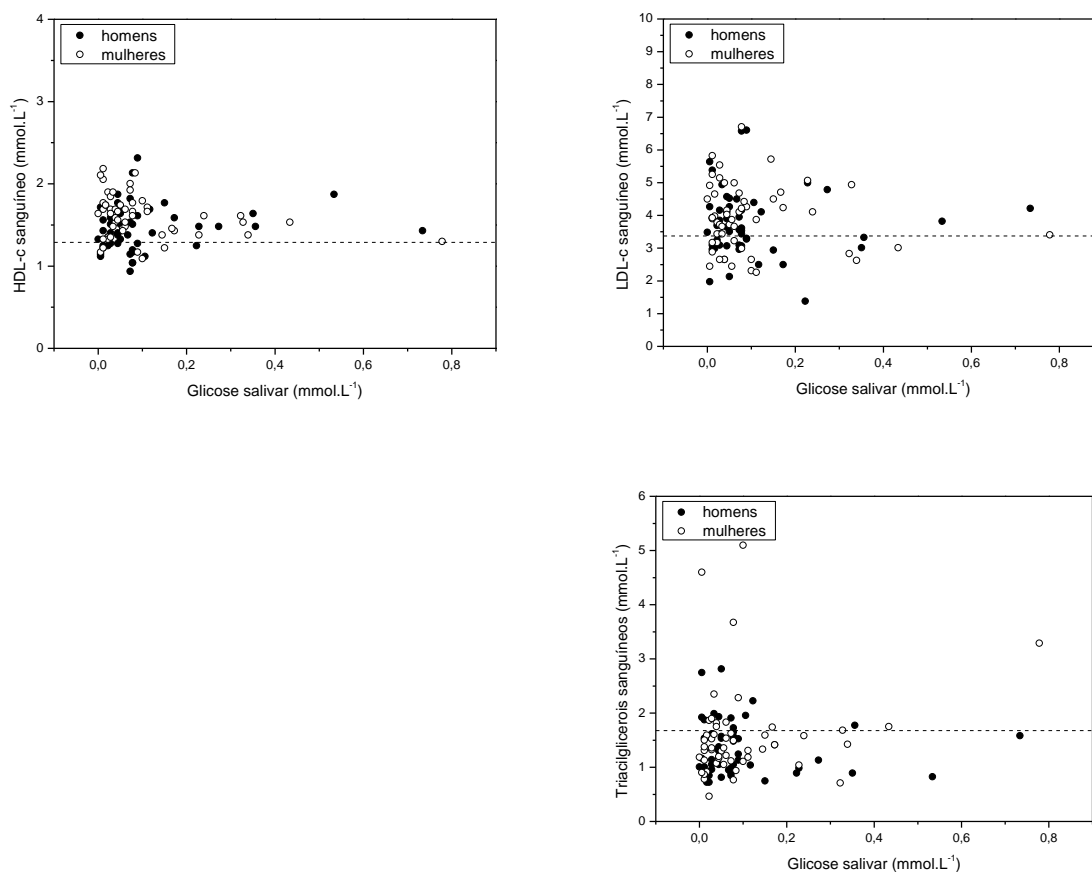 homens
mulheres
HDL-c sanguíneo (mmol.L⁻¹)
4
3
2
1
0
0,0 0,2 0,4 0,6 0,8
Glicose salivar (mmol.L⁻¹)
homens
mulheres
LDL-c sanguíneo (mmol.L⁻¹)
10
9
8
7
6
5
4
3
2
1
0
0,0 0,2 0,4 0,6 0,8
Glicose salivar (mmol.L⁻¹)
homens
mulheres
Triacilglicerois sanguíneos (mmol.L⁻¹)
6
5
4
3
2
1
0
0,0 0,2 0,4 0,6 0,8
Glicose salivar (mmol.L⁻¹)